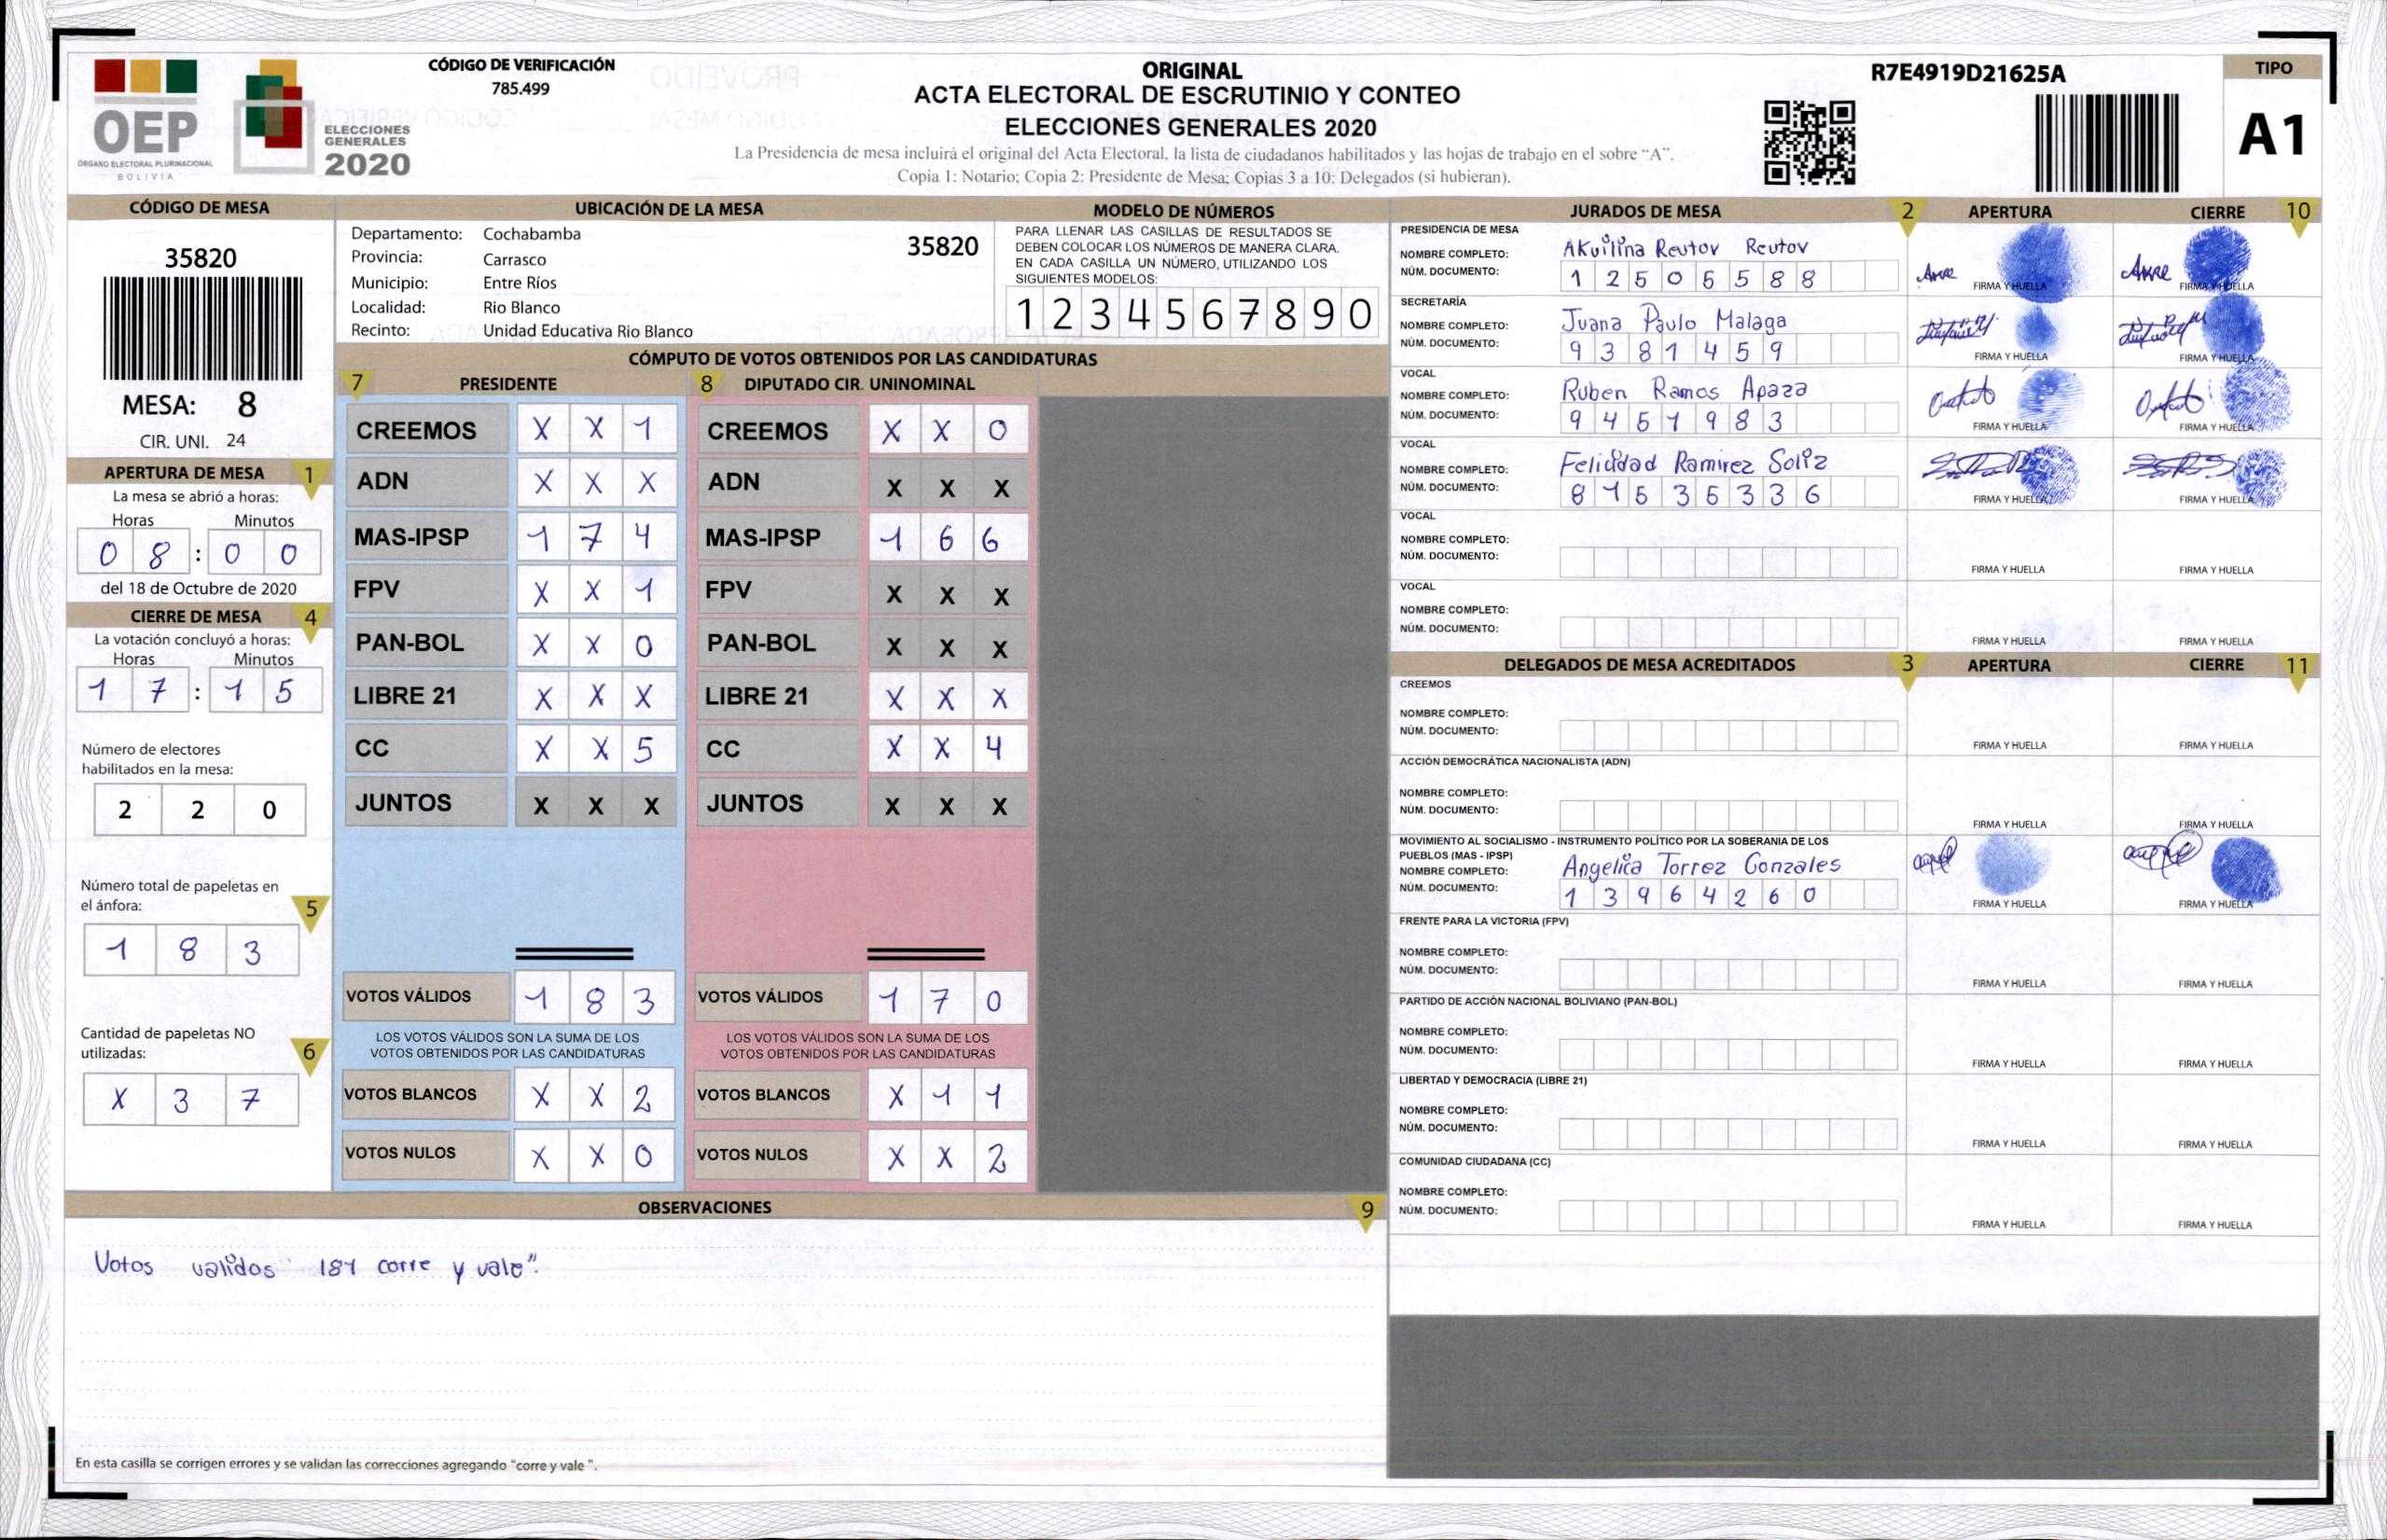 OEP
ÓRGANO ELECTORAL PLURINACIONAL
BOLIVIA
ELECCIONES
GENERALES
2020
CÓDIGO DE VERIFICACIÓN
785.499
ORIGINAL
ACTA ELECTORAL DE ESCRUTINIO Y CONTEO
ELECCIONES GENERALES 2020
La Presidencia de mesa incluirá el original del Acta Electoral, la lista de ciudadanos habilitados y las hojas de trabajo en el sobre “A”.
Copia 1: Notario; Copia 2: Presidente de Mesa; Copias 3 a 10: Delegados (si hubieran).
R7E4919D21625A
TIPO
A1
CÓDIGO DE MESA
35820
MESA: 8
CIR. UNI. 24
APERTURA DE MESA 1
La mesa se abrió a horas:
Horas Minutos
0 8 : 0 0
del 18 de Octubre de 2020
CIERRE DE MESA 4
La votación concluyó a horas:
Horas Minutos
1 7 : 1 5
Número de electores
habilitados en la mesa:
2 2 0
Número total de papeletas en
el ánfora: 5
1 8 3
Cantidad de papeletas NO
utilizadas: 6
X 3 7
UBICACIÓN DE LA MESA
Departamento: Cochabamba 35820
Provincia: Carrasco
Municipio: Entre Ríos
Localidad: Rio Blanco
Recinto: Unidad Educativa Rio Blanco
MODELO DE NÚMEROS
PARA LLENAR LAS CASILLAS DE RESULTADOS SE
DEBEN COLOCAR LOS NÚMEROS DE MANERA CLARA.
EN CADA CASILLA UN NÚMERO, UTILIZANDO LOS
SIGUIENTES MODELOS:
1 2 3 4 5 6 7 8 9 0
CÓMPUTO DE VOTOS OBTENIDOS POR LAS CANDIDATURAS
7 PRESIDENTE
CREEMOS X X 1
ADN X X X
MAS-IPSP 1 7 4
FPV X X 1
PAN-BOL X X 0
LIBRE 21 X X X
CC X X 5
JUNTOS X X X
VOTOS VÁLIDOS 1 8 3
LOS VOTOS VÁLIDOS SON LA SUMA DE LOS
VOTOS OBTENIDOS POR LAS CANDIDATURAS
VOTOS BLANCOS X X 2
VOTOS NULOS X X 0
8 DIPUTADO CIR. UNINOMINAL
CREEMOS X X 0
ADN X X X
MAS-IPSP 1 6 6
FPV X X X
PAN-BOL X X X
LIBRE 21 X X X
CC X X 4
JUNTOS X X X
VOTOS VÁLIDOS 1 7 0
LOS VOTOS VÁLIDOS SON LA SUMA DE LOS
VOTOS OBTENIDOS POR LAS CANDIDATURAS
VOTOS BLANCOS X 1 1
VOTOS NULOS X X 2
OBSERVACIONES 9
Votos validos 181 corre y vale".
En esta casilla se corrigen errores y se validan las correcciones agregando "corre y vale ".
JURADOS DE MESA 2 APERTURA CIERRE 10
PRESIDENCIA DE MESA
NOMBRE COMPLETO: AKuilina Reutov Reutov
NÚM. DOCUMENTO: 1 2 5 0 5 5 8 8
FIRMA Y HUELLA FIRMA Y HUELLA
SECRETARÍA
NOMBRE COMPLETO: Juana Paulo Malaga
NÚM. DOCUMENTO: 9 3 8 1 4 5 9
FIRMA Y HUELLA FIRMA Y HUELLA
VOCAL
NOMBRE COMPLETO: Ruben Ramos Apaza
NÚM. DOCUMENTO: 9 4 5 1 9 8 3
FIRMA Y HUELLA FIRMA Y HUELLA
VOCAL
NOMBRE COMPLETO: Felicidad Ramirez Soliz
NÚM. DOCUMENTO: 8 1 5 3 5 3 3 6
FIRMA Y HUELLA FIRMA Y HUELLA
VOCAL
NOMBRE COMPLETO:
NÚM. DOCUMENTO:
FIRMA Y HUELLA FIRMA Y HUELLA
VOCAL
NOMBRE COMPLETO:
NÚM. DOCUMENTO:
FIRMA Y HUELLA FIRMA Y HUELLA
DELEGADOS DE MESA ACREDITADOS 3 APERTURA CIERRE 11
CREEMOS
NOMBRE COMPLETO:
NÚM. DOCUMENTO:
FIRMA Y HUELLA FIRMA Y HUELLA
ACCIÓN DEMOCRÁTICA NACIONALISTA (ADN)
NOMBRE COMPLETO:
NÚM. DOCUMENTO:
FIRMA Y HUELLA FIRMA Y HUELLA
MOVIMIENTO AL SOCIALISMO - INSTRUMENTO POLÍTICO POR LA SOBERANIA DE LOS
PUEBLOS (MAS - IPSP)
NOMBRE COMPLETO: Angelica Torrez Gonzales
NÚM. DOCUMENTO: 1 3 9 6 4 2 6 0
FIRMA Y HUELLA FIRMA Y HUELLA
FRENTE PARA LA VICTORIA (FPV)
NOMBRE COMPLETO:
NÚM. DOCUMENTO:
FIRMA Y HUELLA FIRMA Y HUELLA
PARTIDO DE ACCIÓN NACIONAL BOLIVIANO (PAN-BOL)
NOMBRE COMPLETO:
NÚM. DOCUMENTO:
FIRMA Y HUELLA FIRMA Y HUELLA
LIBERTAD Y DEMOCRACIA (LIBRE 21)
NOMBRE COMPLETO:
NÚM. DOCUMENTO:
FIRMA Y HUELLA FIRMA Y HUELLA
COMUNIDAD CIUDADANA (CC)
NOMBRE COMPLETO:
NÚM. DOCUMENTO:
FIRMA Y HUELLA FIRMA Y HUELLA